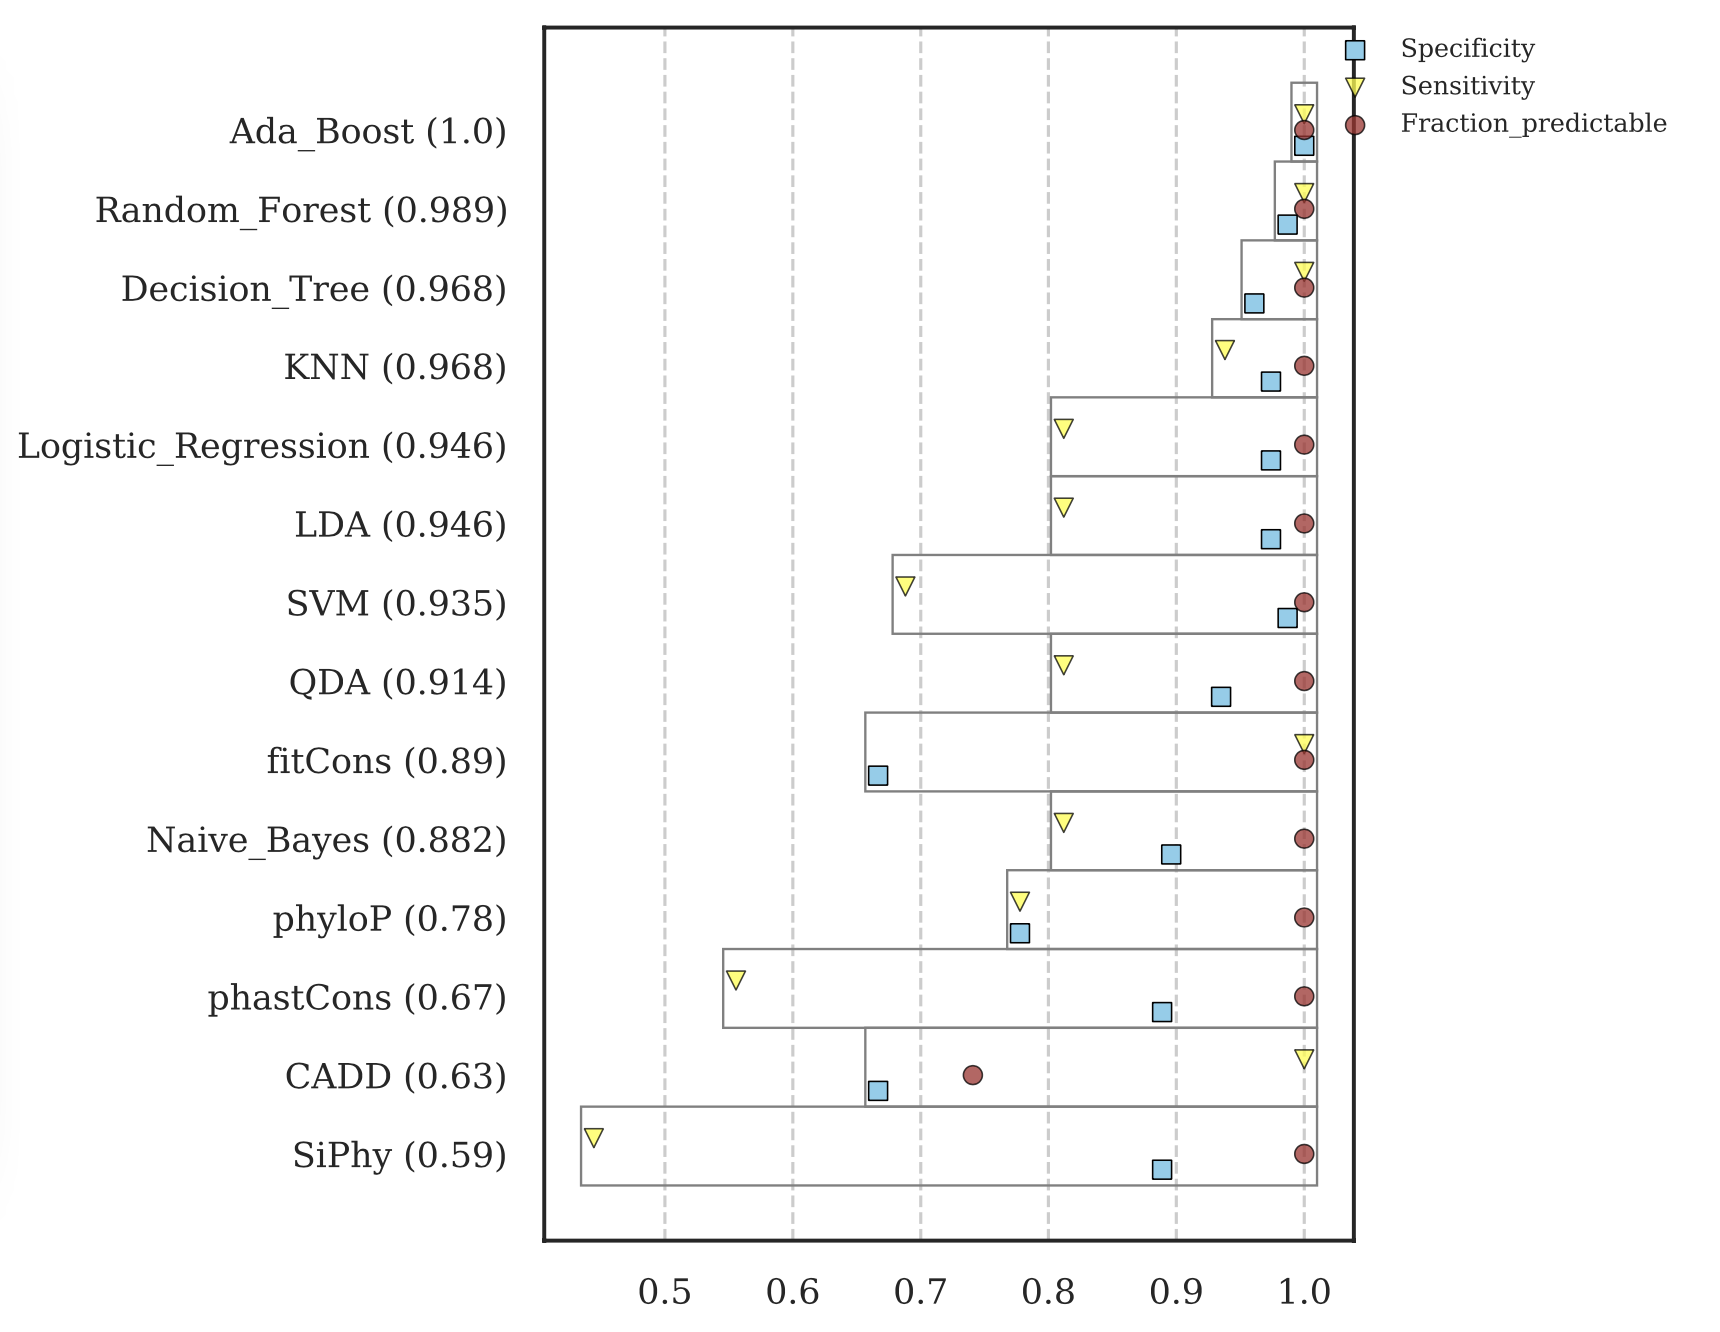 Specificity
Sensitivity
Fraction_predictable
Ada_Boost (1.0)
Random_Forest (0.989)
Decision_Tree (0.968)
KNN (0.968)
Logistic_Regression (0.946)
LDA (0.946)
SVM (0.935)
QDA (0.914)
fitCons (0.89)
Naive_Bayes (0.882)
phyloP (0.78)
phastCons (0.67)
CADD (0.63)
SiPhy (0.59)
0.5 0.6 0.7 0.8 0.9 1.0